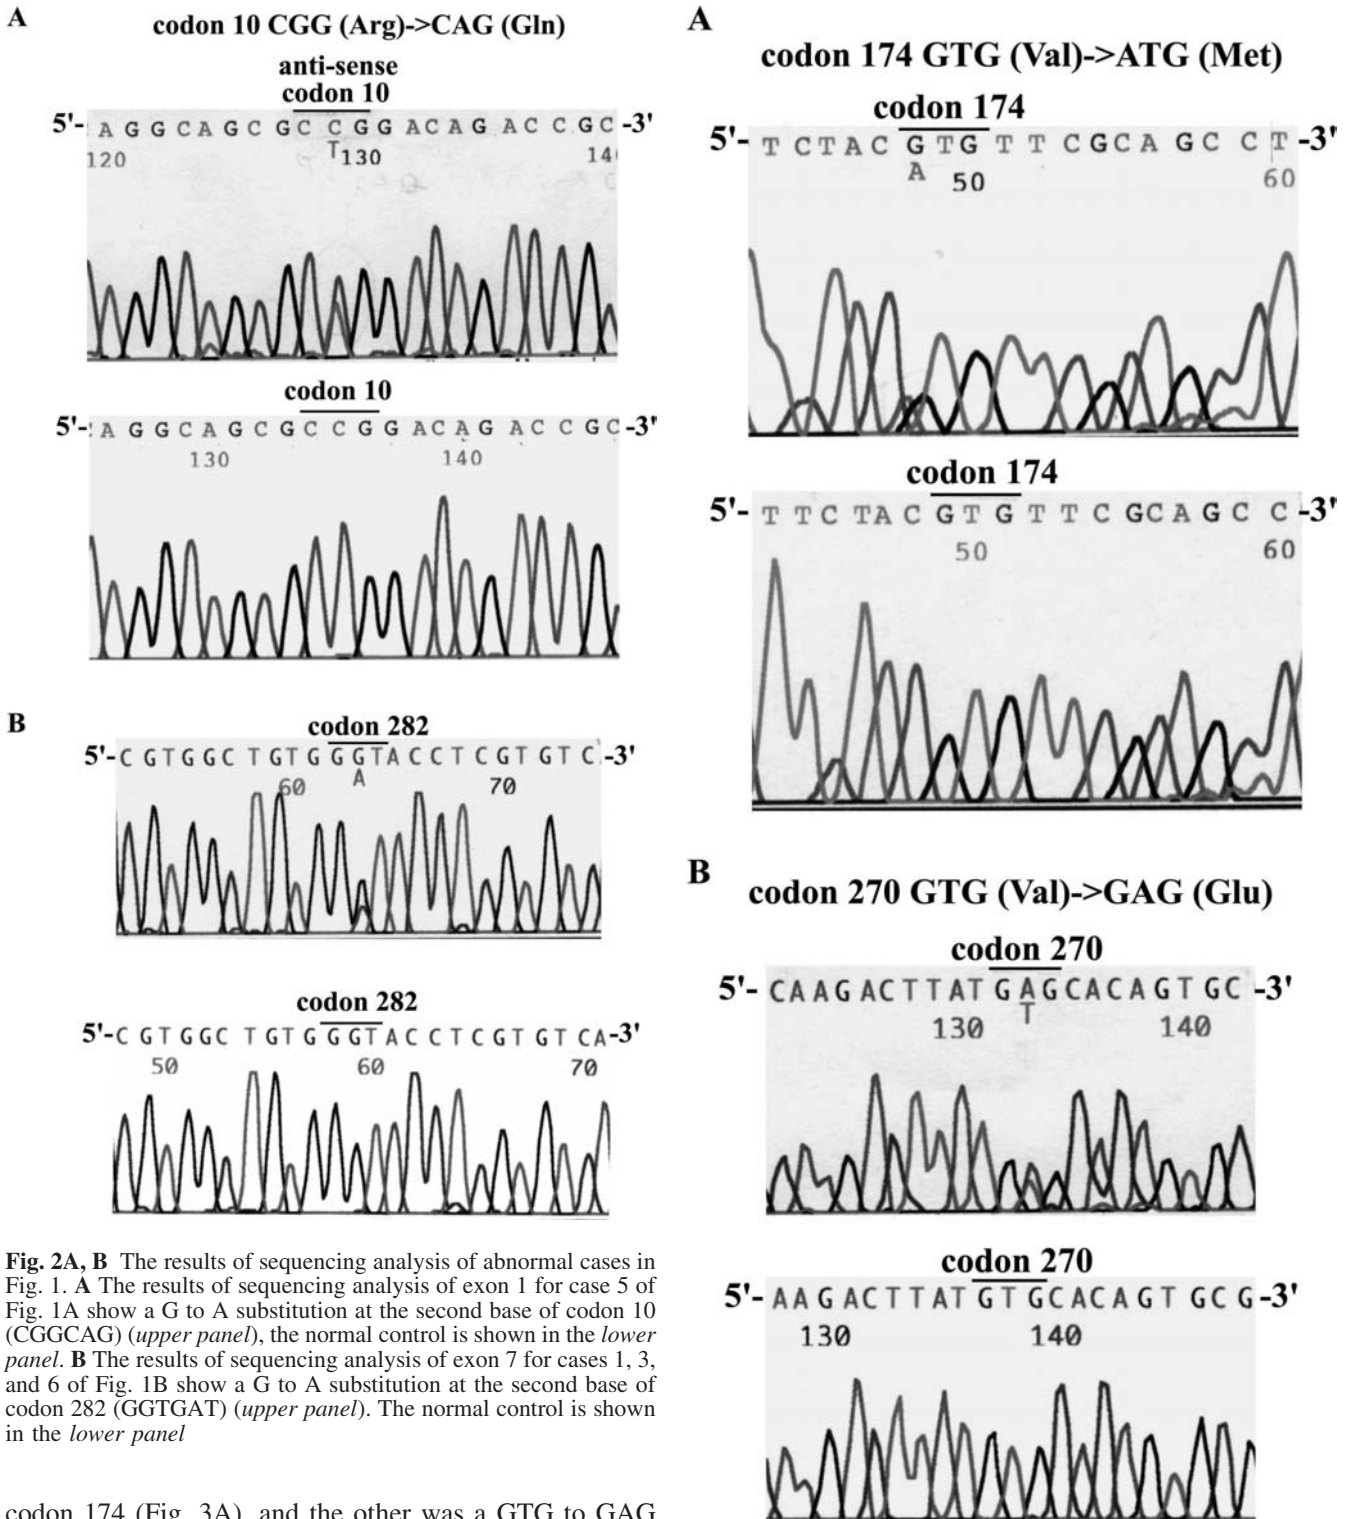 A
codon 10 CGG (Arg)->CAG (Gln)
anti-sense
codon 10
5'- A G G C A G C G C C G G A C A G A C C G C -3'
T
120 130 14
codon 10
5'- A G G C A G C G C C G G A C A G A C C G C -3'
130 140
B
codon 282
5'- C G T G G C T G T G G G T A C C T C G T G T C -3'
A
60 70
codon 282
5'- C G T G G C T G T G G G T A C C T C G T G T C A -3'
50 60 70
Fig. 2A, B The results of sequencing analysis of abnormal cases in
Fig. 1. A The results of sequencing analysis of exon 1 for case 5 of
Fig. 1A show a G to A substitution at the second base of codon 10
(CGGCAG) (upper panel), the normal control is shown in the lower
panel. B The results of sequencing analysis of exon 7 for cases 1, 3,
and 6 of Fig. 1B show a G to A substitution at the second base of
codon 282 (GGTGAT) (upper panel). The normal control is shown
in the lower panel
codon 174 (Fig. 3A), and the other was a GTG to GAG
A
codon 174 GTG (Val)->ATG (Met)
codon 174
5'- T C T A C G T G T T C G C A G C C T -3'
A
50 60
codon 174
5'- T T C T A C G T G T T C G C A G C C -3'
50 60
B
codon 270 GTG (Val)->GAG (Glu)
codon 270
5'- C A A G A C T T A T G A G C A C A G T G C -3'
T
130 140
codon 270
5'- A A G A C T T A T G T G C A C A G T G C G -3'
130 140